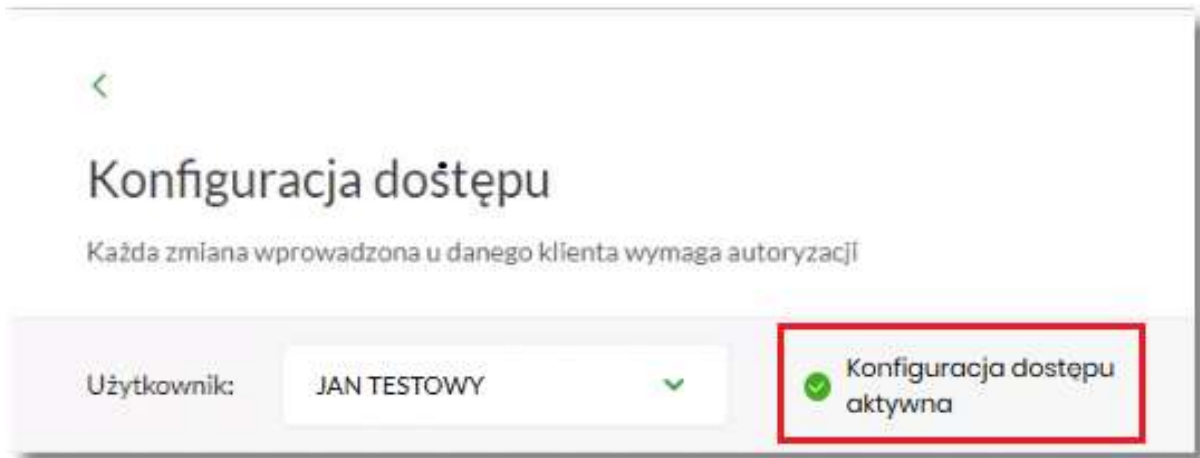 Konfiguracja dostępu
Każda zmiana wprowadzona u danego klienta wymaga autoryzacji
Użytkownik:
JAN TESTOWY
Konfiguracja dostępu
aktywna